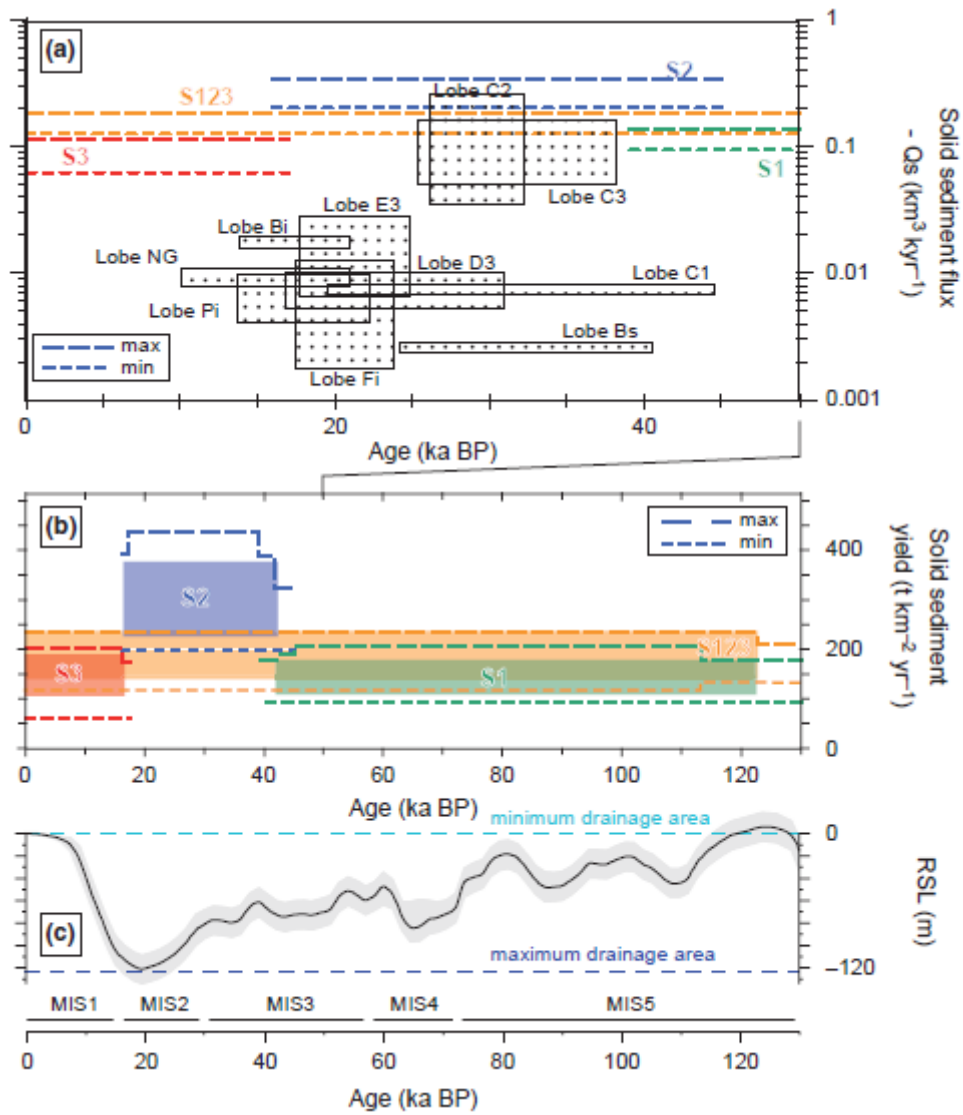 (a)
1
S2
Lobe C2
S123
0.1
S3
S1
Lobe C3
Lobe E3
Lobe Bi
Lobe NG
Lobe D3
Lobe C1
0.01
Lobe Pi
Lobe Bs
max
min
Lobe Fi
0.001
Solid sediment flux
- Qs (km³ kyr⁻¹)
0 20 40
Age (ka BP)
(b)
max
min
400
S2
200
S123
S3
S1
0
Solid sediment
yield (t km⁻² yr⁻¹)
0 20 40 60 80 100 120
Age (ka BP)
minimum drainage area
0
RSL (m)
(c)
maximum drainage area
−120
MIS1 MIS2 MIS3 MIS4 MIS5
0 20 40 60 80 100 120
Age (ka BP)